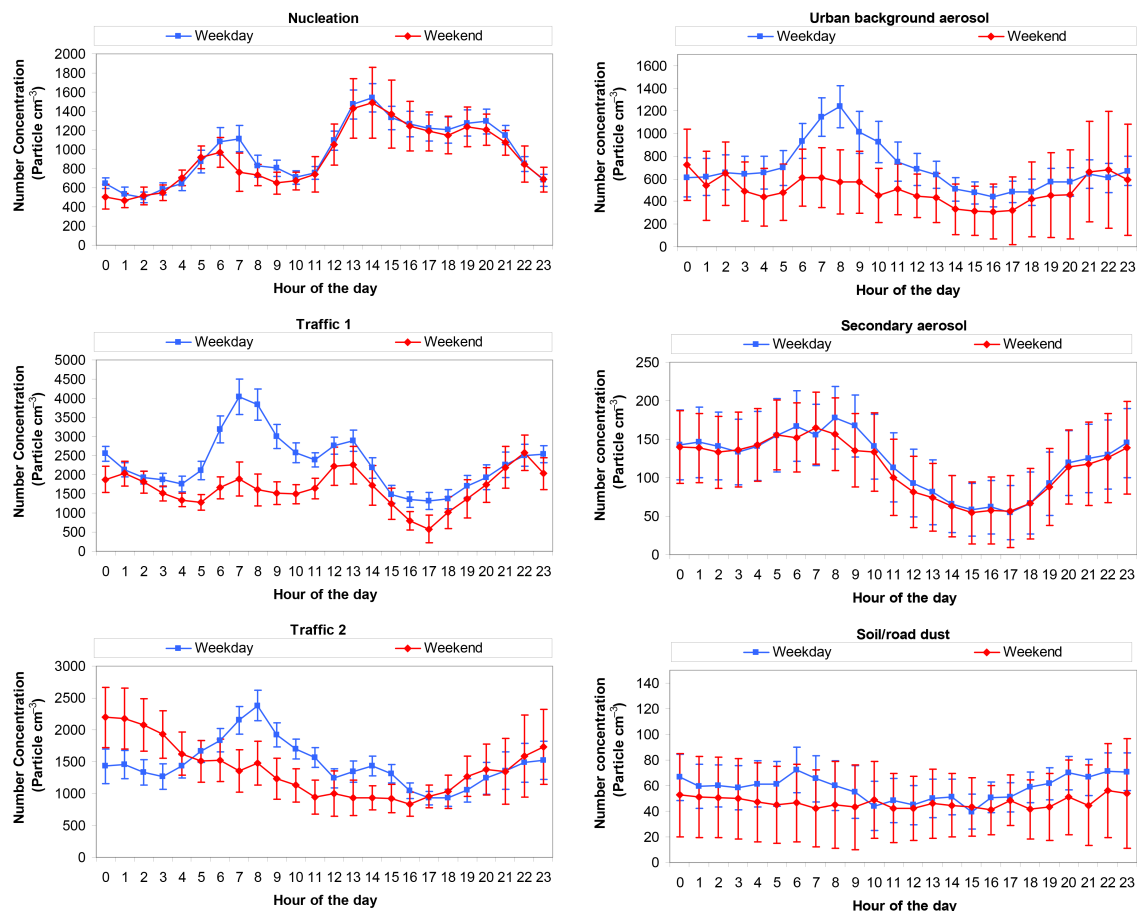 Nucleation
Weekday Weekend
Number Concentration
(Particle cm⁻³)
2000
1800
1600
1400
1200
1000
800
600
400
200
0
0 1 2 3 4 5 6 7 8 9 10 11 12 13 14 15 16 17 18 19 20 21 22 23
Hour of the day
Urban background aerosol
Weekday Weekend
Number concentration
(Particle cm⁻³)
1600
1400
1200
1000
800
600
400
200
0
0 1 2 3 4 5 6 7 8 9 10 11 12 13 14 15 16 17 18 19 20 21 22 23
Hour of the day
Traffic 1
Weekday Weekend
Number Concentration
(Particle cm⁻³)
5000
4500
4000
3500
3000
2500
2000
1500
1000
500
0
0 1 2 3 4 5 6 7 8 9 10 11 12 13 14 15 16 17 18 19 20 21 22 23
Hour of the day
Secondary aerosol
Weekday Weekend
Number concentration
(Particle cm⁻³)
250
200
150
100
50
0
0 1 2 3 4 5 6 7 8 9 10 11 12 13 14 15 16 17 18 19 20 21 22 23
Hour of the day
Traffic 2
Weekday Weekend
Number Concentration
(Particle cm⁻³)
3000
2500
2000
1500
1000
500
0
0 1 2 3 4 5 6 7 8 9 10 11 12 13 14 15 16 17 18 19 20 21 22 23
Hour of the day
Soil/road dust
Weekday Weekend
Number concentration
(Particle cm⁻³)
140
120
100
80
60
40
20
0
0 1 2 3 4 5 6 7 8 9 10 11 12 13 14 15 16 17 18 19 20 21 22 23
Hour of the day